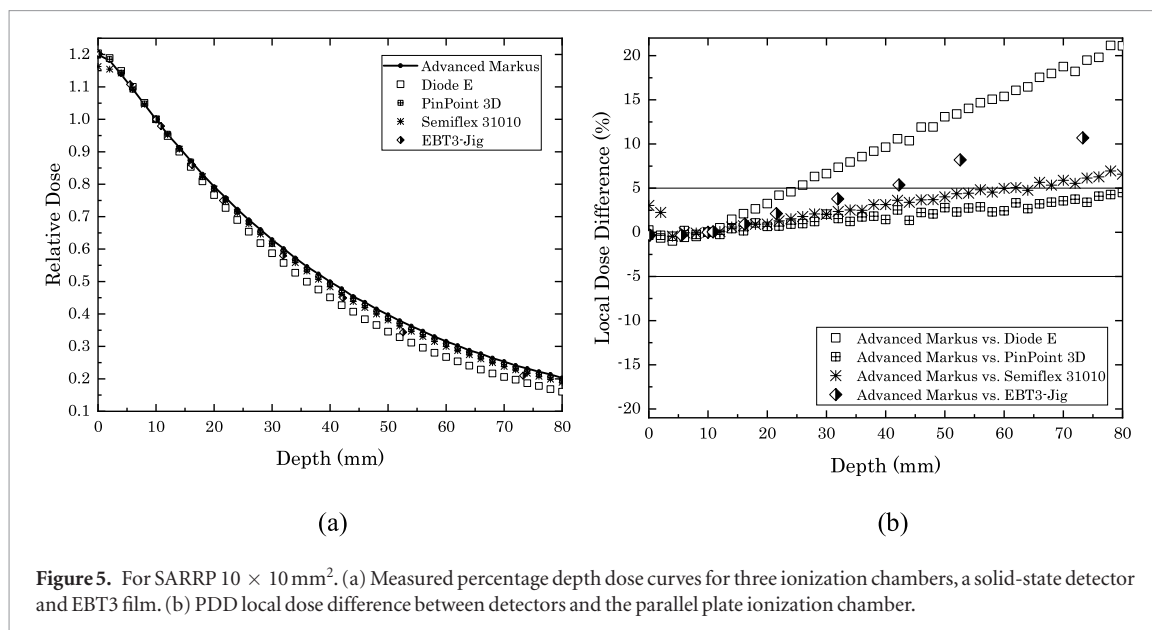 1.2
1.1
1.0
0.9
0.8
0.7
0.6
0.5
0.4
0.3
0.2
0.1
Relative Dose
0 10 20 30 40 50 60 70 80
Depth (mm)
Advanced Markus
Diode E
PinPoint 3D
Semiflex 31010
EBT3-Jig
(a)
20
15
10
5
0
-5
-10
-15
-20
Local Dose Difference (%)
0 10 20 30 40 50 60 70 80
Depth (mm)
Advanced Markus vs. Diode E
Advanced Markus vs. PinPoint 3D
Advanced Markus vs. Semiflex 31010
Advanced Markus vs. EBT3-Jig
(b)
Figure 5. For SARRP 10 × 10 mm². (a) Measured percentage depth dose curves for three ionization chambers, a solid-state detector
and EBT3 film. (b) PDD local dose difference between detectors and the parallel plate ionization chamber.